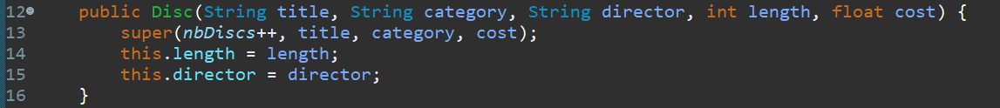 12 public Disc(String title, String category, String director, int length, float cost) {
13 super(nbDiscs++, title, category, cost);
14 this.length = length;
15 this.director = director;
16 }